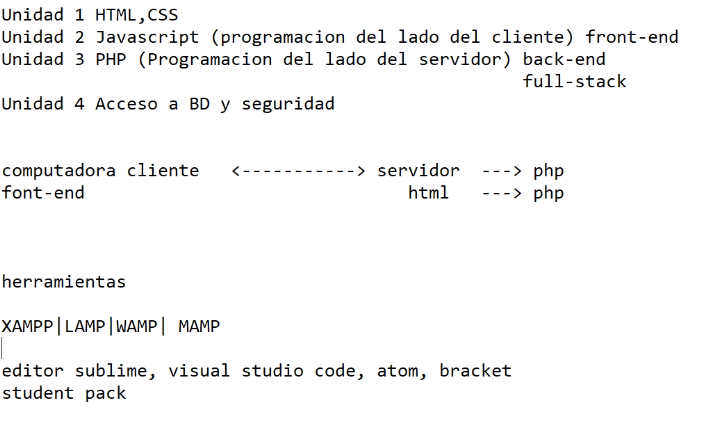 Unidad 1 HTML,CSS
Unidad 2 Javascript (programacion del lado del cliente) front-end
Unidad 3 PHP (Programacion del lado del servidor) back-end
full-stack
Unidad 4 Acceso a BD y seguridad
computadora cliente <-----------> servidor ---> php
font-end html ---> php
herramientas
XAMPP|LAMP|WAMP| MAMP
editor sublime, visual studio code, atom, bracket
student pack